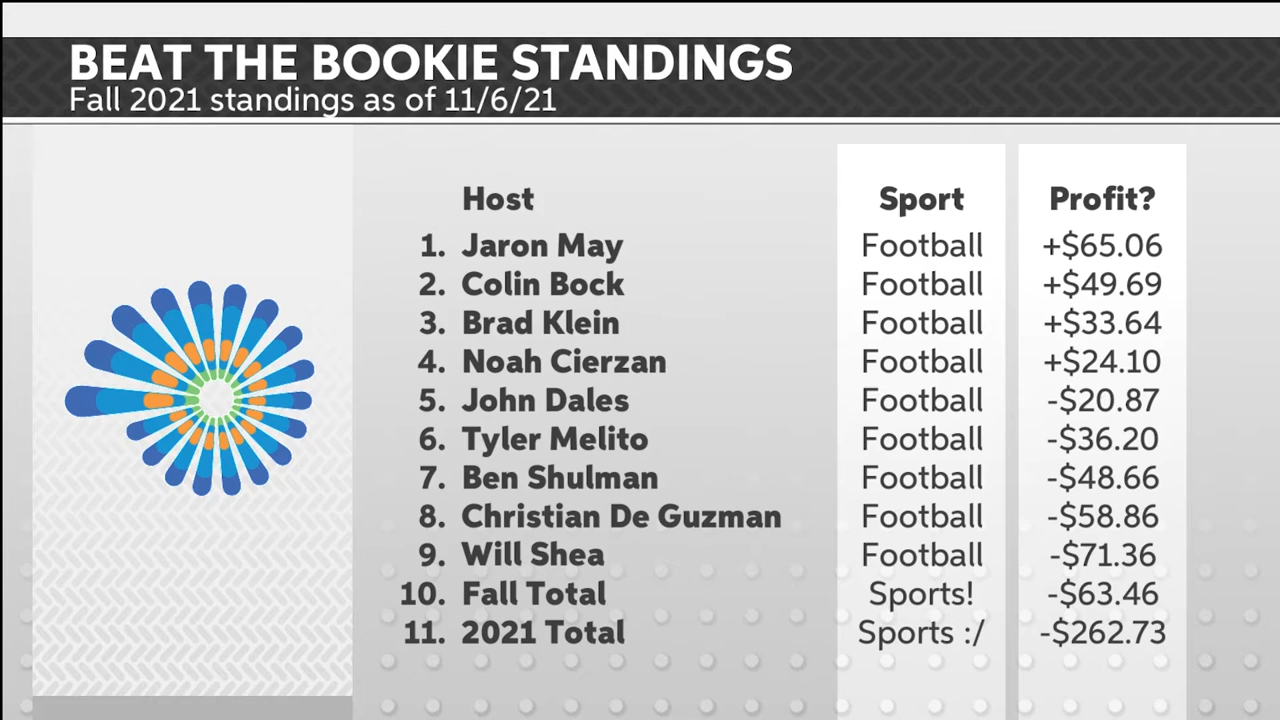 BEAT THE BOOKIE STANDINGS
Fall 2021 standings as of 11/6/21
Host Sport Profit?
1. Jaron May Football +$65.06
2. Colin Bock Football +$49.69
3. Brad Klein Football +$33.64
4. Noah Cierzan Football +$24.10
5. John Dales Football -$20.87
6. Tyler Melito Football -$36.20
7. Ben Shulman Football -$48.66
8. Christian De Guzman Football -$58.86
9. Will Shea Football -$71.36
10. Fall Total Sports! -$63.46
11. 2021 Total Sports :/ -$262.73